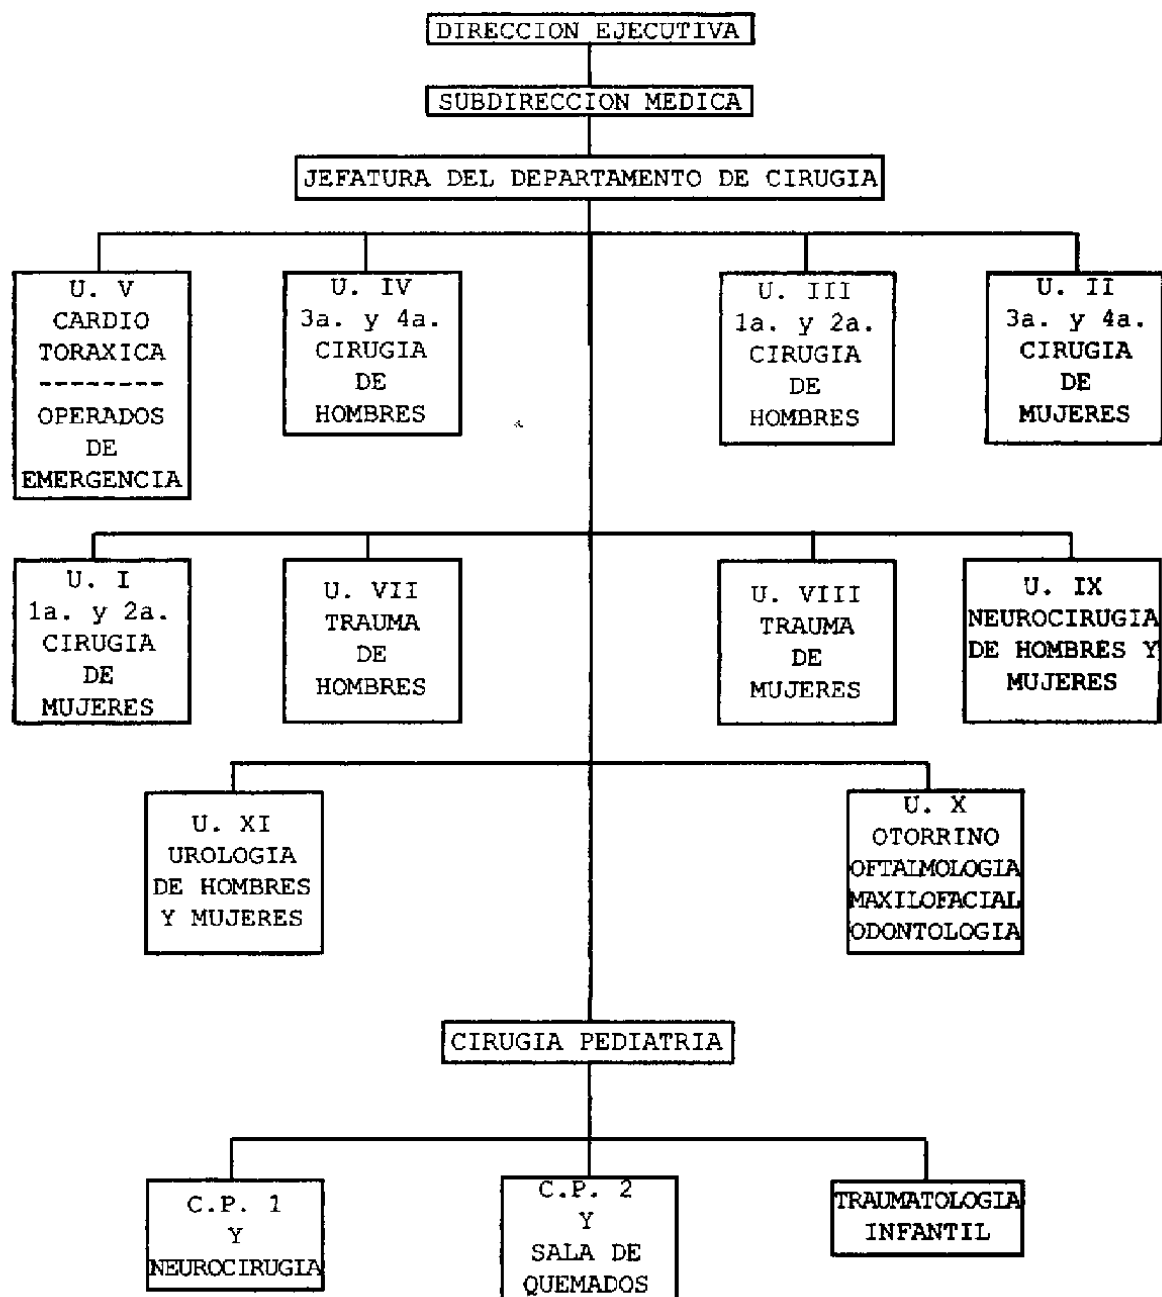 DIRECCION EJECUTIVA
SUBDIRECCION MEDICA
JEFATURA DEL DEPARTAMENTO DE CIRUGIA
U. V
CARDIO
TORAXICA
--------
OPERADOS
DE
EMERGENCIA
U. IV
3a. y 4a.
CIRUGIA
DE
HOMBRES
U. III
1a. y 2a.
CIRUGIA
DE
HOMBRES
U. II
3a. y 4a.
CIRUGIA
DE
MUJERES
U. I
1a. y 2a.
CIRUGIA
DE
MUJERES
U. VII
TRAUMA
DE
HOMBRES
U. VIII
TRAUMA
DE
MUJERES
U. IX
NEUROCIRUGIA
DE HOMBRES Y
MUJERES
U. XI
UROLOGIA
DE HOMBRES
Y MUJERES
U. X
OTORRINO
OFTALMOLOGIA
MAXILOFACIAL
ODONTOLOGIA
CIRUGIA PEDIATRIA
C.P. 1
Y
NEUROCIRUGIA
C.P. 2
Y
SALA DE
QUEMADOS
TRAUMATOLOGIA
INFANTIL